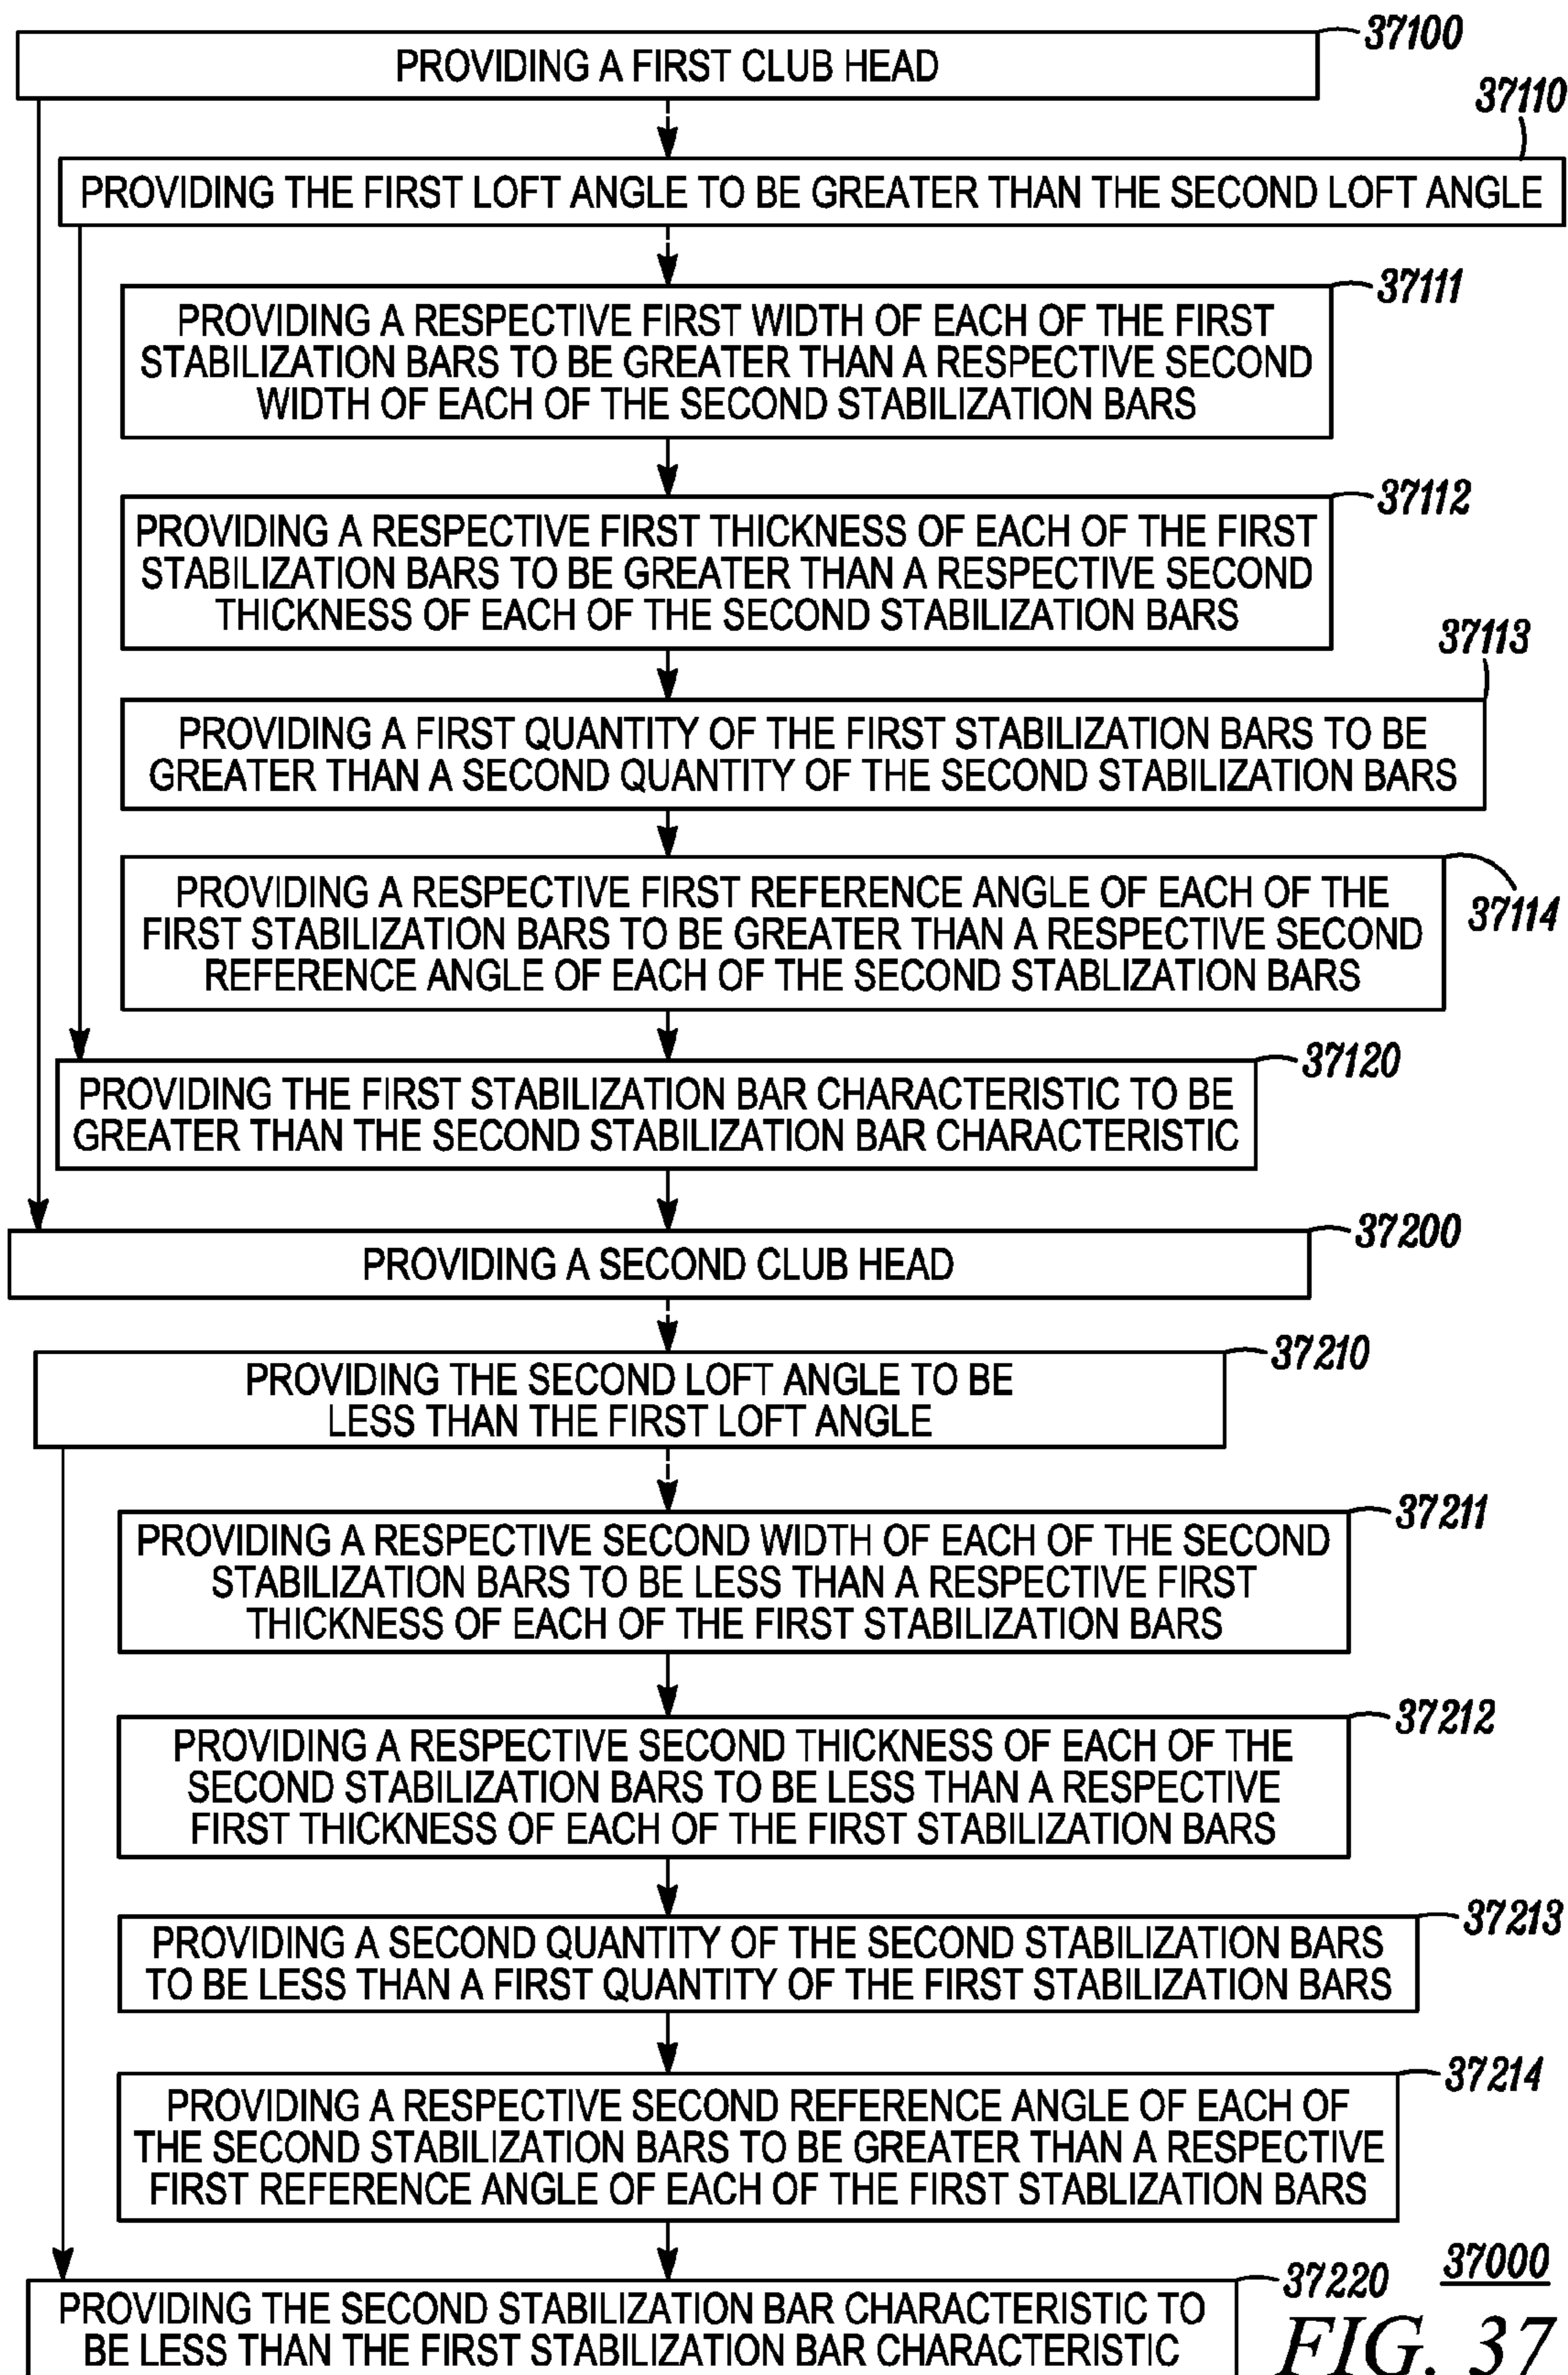 37100
PROVIDING A FIRST CLUB HEAD
37110
PROVIDING THE FIRST LOFT ANGLE TO BE GREATER THAN THE SECOND LOFT ANGLE
37111
PROVIDING A RESPECTIVE FIRST WIDTH OF EACH OF THE FIRST
STABILIZATION BARS TO BE GREATER THAN A RESPECTIVE SECOND
WIDTH OF EACH OF THE SECOND STABILIZATION BARS
37112
PROVIDING A RESPECTIVE FIRST THICKNESS OF EACH OF THE FIRST
STABILIZATION BARS TO BE GREATER THAN A RESPECTIVE SECOND
THICKNESS OF EACH OF THE SECOND STABILIZATION BARS
37113
PROVIDING A FIRST QUANTITY OF THE FIRST STABILIZATION BARS TO BE
GREATER THAN A SECOND QUANTITY OF THE SECOND STABILIZATION BARS
PROVIDING A RESPECTIVE FIRST REFERENCE ANGLE OF EACH OF THE
FIRST STABILIZATION BARS TO BE GREATER THAN A RESPECTIVE SECOND
REFERENCE ANGLE OF EACH OF THE SECOND STABLIZATION BARS
37114
37120
PROVIDING THE FIRST STABILIZATION BAR CHARACTERISTIC TO BE
GREATER THAN THE SECOND STABILIZATION BAR CHARACTERISTIC
37200
PROVIDING A SECOND CLUB HEAD
37210
PROVIDING THE SECOND LOFT ANGLE TO BE
LESS THAN THE FIRST LOFT ANGLE
37211
PROVIDING A RESPECTIVE SECOND WIDTH OF EACH OF THE SECOND
STABILIZATION BARS TO BE LESS THAN A RESPECTIVE FIRST
THICKNESS OF EACH OF THE FIRST STABILIZATION BARS
37212
PROVIDING A RESPECTIVE SECOND THICKNESS OF EACH OF THE
SECOND STABILIZATION BARS TO BE LESS THAN A RESPECTIVE
FIRST THICKNESS OF EACH OF THE FIRST STABILIZATION BARS
37213
PROVIDING A SECOND QUANTITY OF THE SECOND STABILIZATION BARS
TO BE LESS THAN A FIRST QUANTITY OF THE FIRST STABILIZATION BARS
37214
PROVIDING A RESPECTIVE SECOND REFERENCE ANGLE OF EACH OF
THE SECOND STABILIZATION BARS TO BE GREATER THAN A RESPECTIVE
FIRST REFERENCE ANGLE OF EACH OF THE FIRST STABLIZATION BARS
37220
PROVIDING THE SECOND STABILIZATION BAR CHARACTERISTIC TO
BE LESS THAN THE FIRST STABILIZATION BAR CHARACTERISTIC
37000
FIG. 37